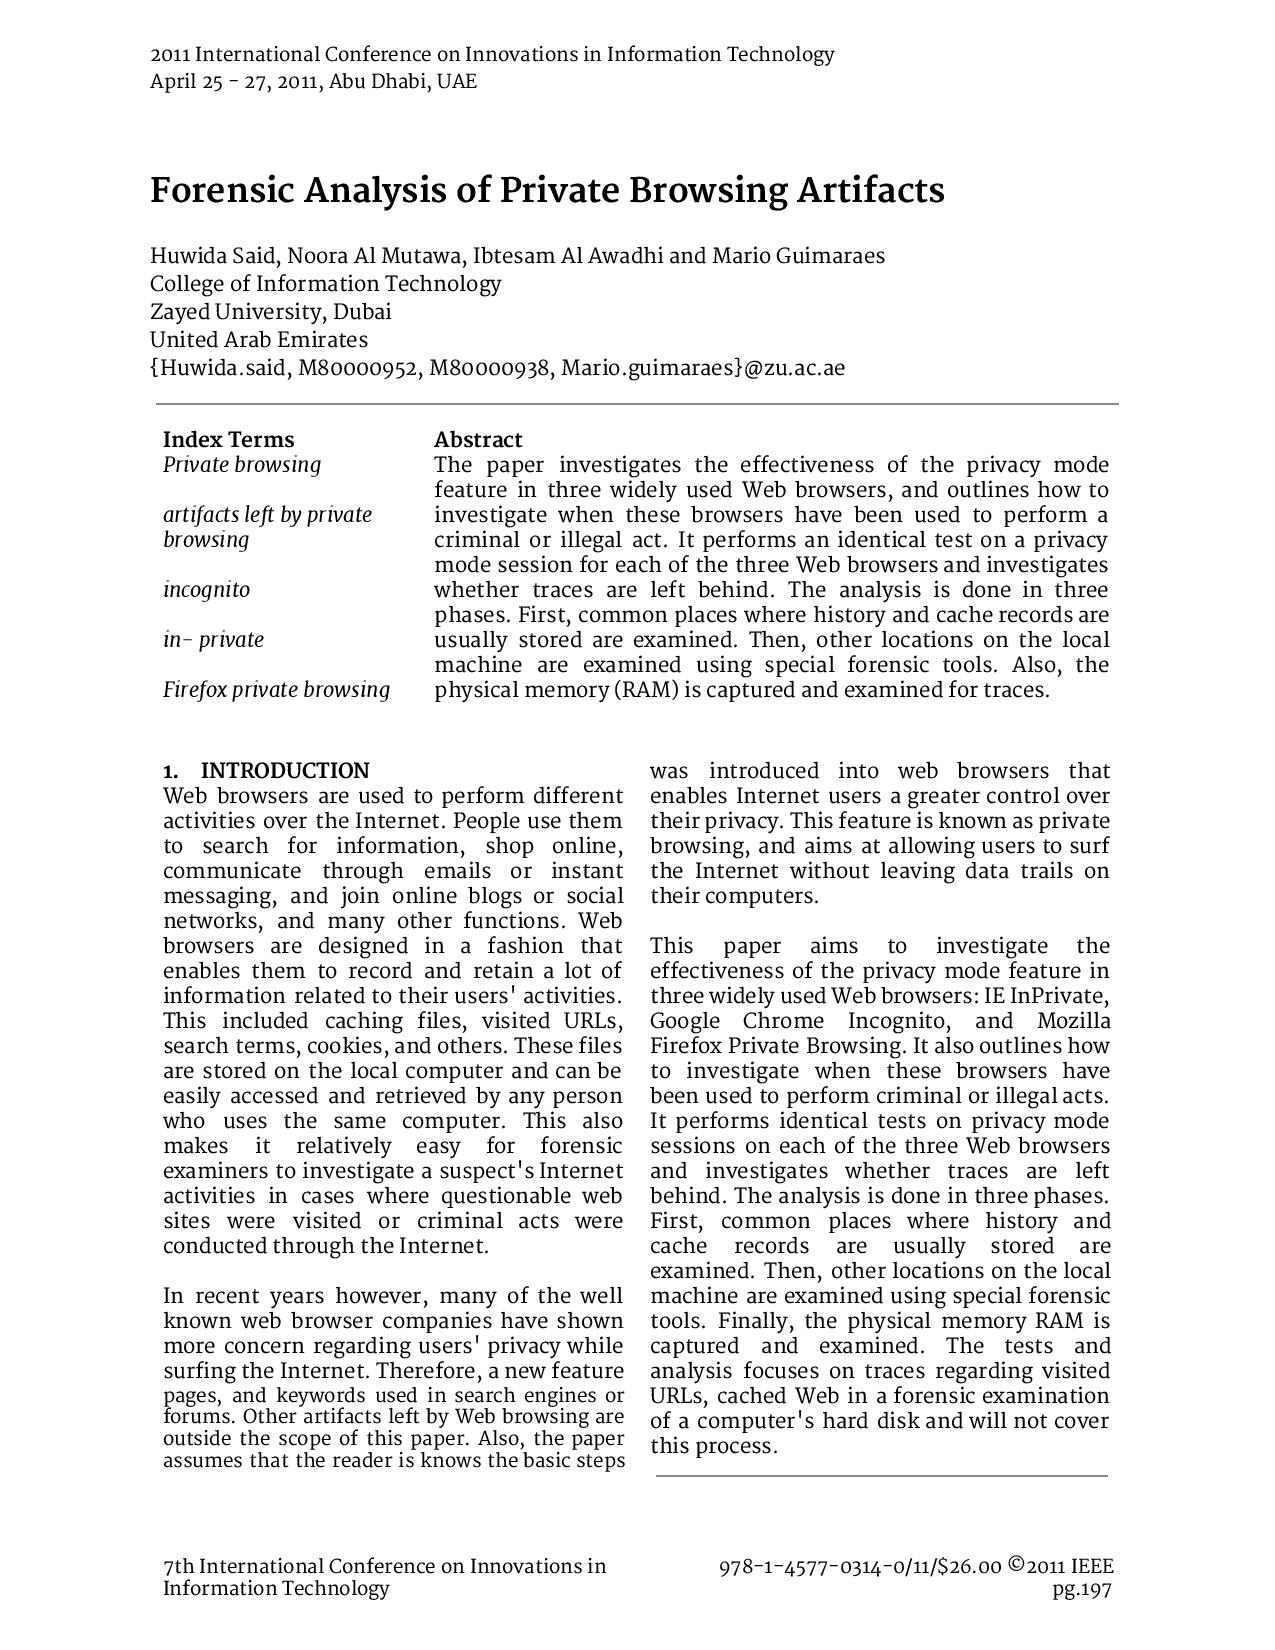 2011 International Conference on Innovations in Information Technology
April 25 - 27, 2011, Abu Dhabi, UAE
Forensic Analysis of Private Browsing Artifacts
Huwida Said, Noora Al Mutawa, Ibtesam Al Awadhi and Mario Guimaraes
College of Information Technology
Zayed University, Dubai
United Arab Emirates
{Huwida.said, M80000952, M80000938, Mario.guimaraes}@zu.ac.ae
Index Terms
Private browsing
artifacts left by private
browsing
incognito
in- private
Firefox private browsing
Abstract
The paper investigates the effectiveness of the privacy mode
feature in three widely used Web browsers, and outlines how to
investigate when these browsers have been used to perform a
criminal or illegal act. It performs an identical test on a privacy
mode session for each of the three Web browsers and investigates
whether traces are left behind. The analysis is done in three
phases. First, common places where history and cache records are
usually stored are examined. Then, other locations on the local
machine are examined using special forensic tools. Also, the
physical memory (RAM) is captured and examined for traces.
1. INTRODUCTION
Web browsers are used to perform different
activities over the Internet. People use them
to search for information, shop online,
communicate through emails or instant
messaging, and join online blogs or social
networks, and many other functions. Web
browsers are designed in a fashion that
enables them to record and retain a lot of
information related to their users' activities.
This included caching files, visited URLs,
search terms, cookies, and others. These files
are stored on the local computer and can be
easily accessed and retrieved by any person
who uses the same computer. This also
makes it relatively easy for forensic
examiners to investigate a suspect's Internet
activities in cases where questionable web
sites were visited or criminal acts were
conducted through the Internet.
In recent years however, many of the well
known web browser companies have shown
more concern regarding users' privacy while
surfing the Internet. Therefore, a new feature
pages, and keywords used in search engines or
forums. Other artifacts left by Web browsing are
outside the scope of this paper. Also, the paper
assumes that the reader is knows the basic steps
was introduced into web browsers that
enables Internet users a greater control over
their privacy. This feature is known as private
browsing, and aims at allowing users to surf
the Internet without leaving data trails on
their computers.
This paper aims to investigate the
effectiveness of the privacy mode feature in
three widely used Web browsers: IE InPrivate,
Google Chrome Incognito, and Mozilla
Firefox Private Browsing. It also outlines how
to investigate when these browsers have
been used to perform criminal or illegal acts.
It performs identical tests on privacy mode
sessions on each of the three Web browsers
and investigates whether traces are left
behind. The analysis is done in three phases.
First, common places where history and
cache records are usually stored are
examined. Then, other locations on the local
machine are examined using special forensic
tools. Finally, the physical memory RAM is
captured and examined. The tests and
analysis focuses on traces regarding visited
URLs, cached Web in a forensic examination
of a computer's hard disk and will not cover
this process.
7th International Conference on Innovations in
Information Technology
978-1-4577-0314-0/11/$26.00 ©2011 IEEE
pg.197